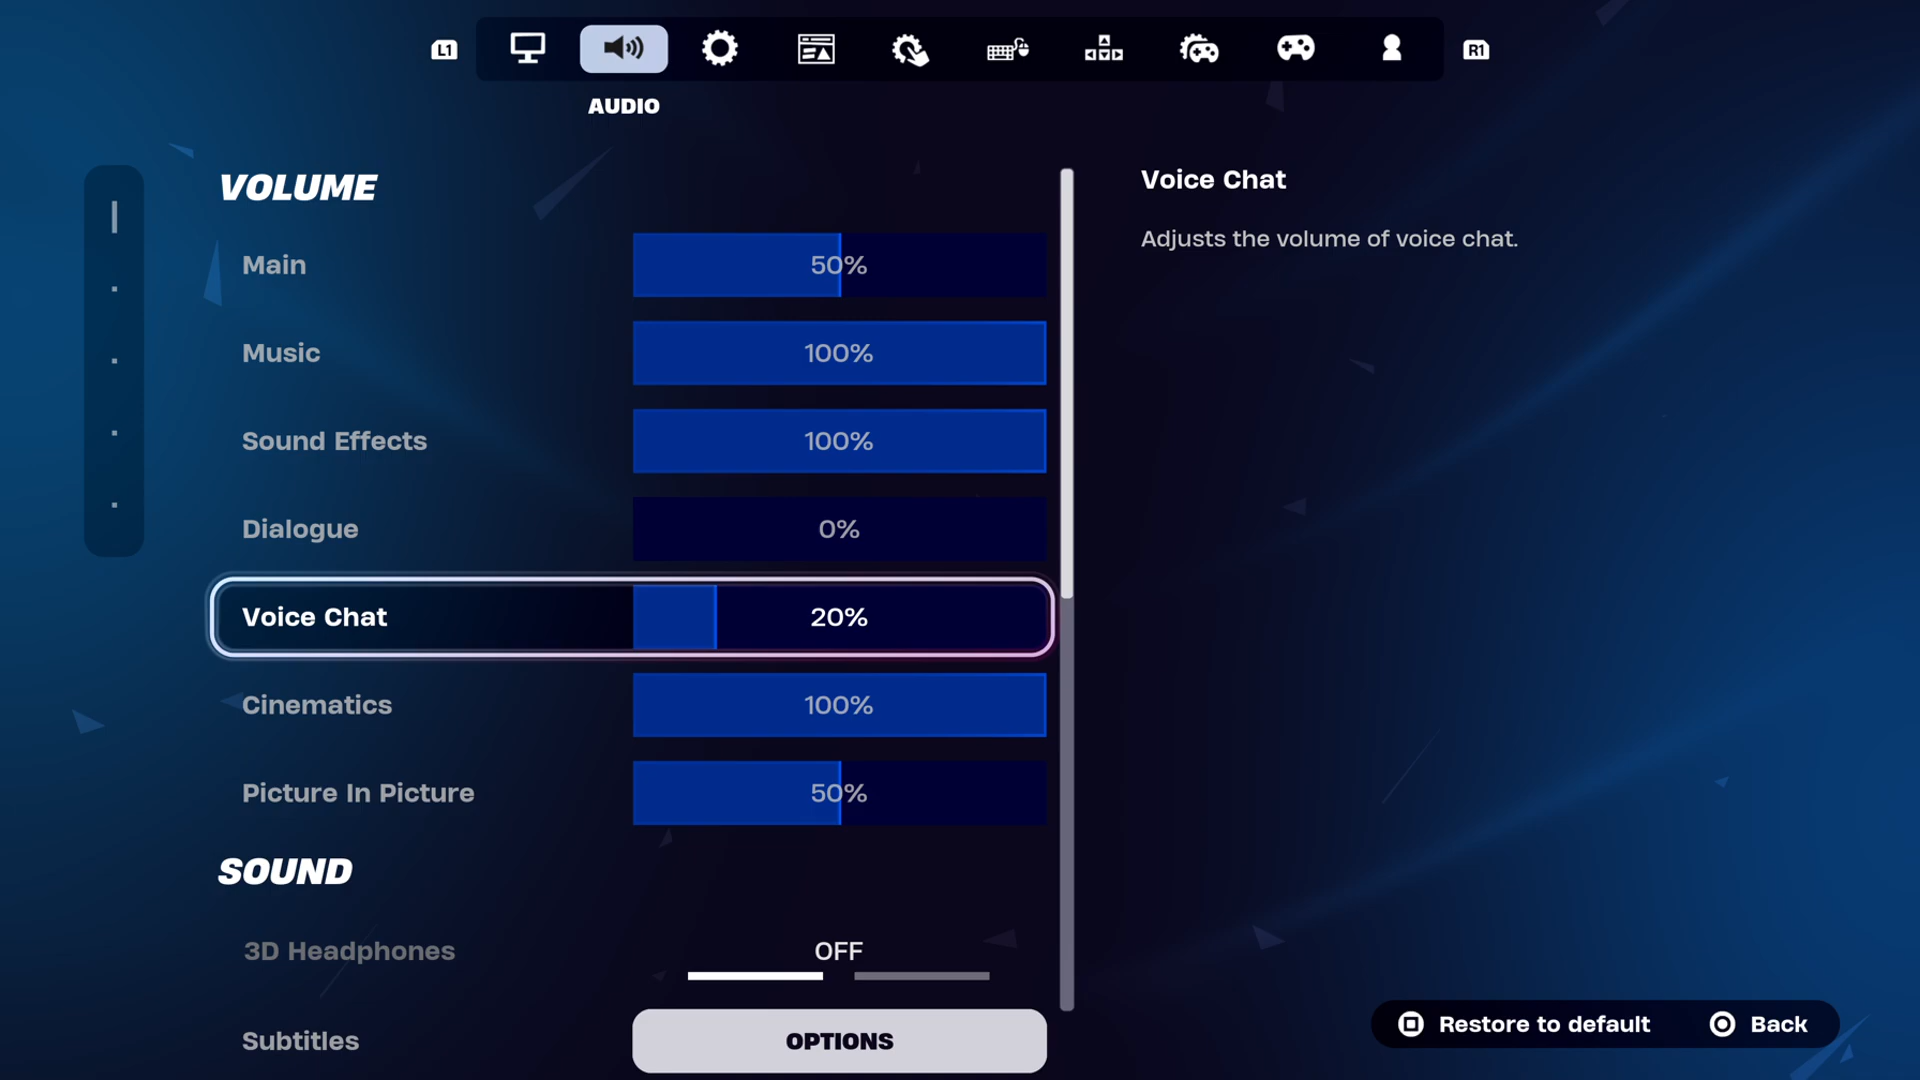 L1
R1
AUDIO
VOLUME
Main 50%
Music 100%
Sound Effects 100%
Dialogue 0%
Voice Chat 20%
Cinematics 100%
Picture In Picture 50%
SOUND
3D Headphones OFF
Subtitles OPTIONS
Voice Chat
Adjusts the volume of voice chat.
Restore to default Back